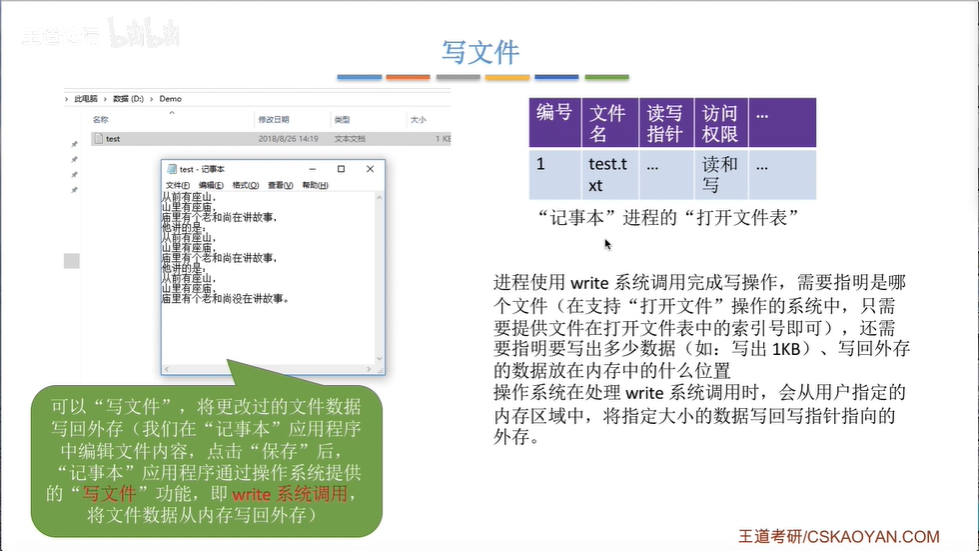 王道论坛 bilibili
写文件
此电脑 › 数据 (D:) › Demo
名称 修改日期 类型 大小
test 2018/8/26 14:19 文本文档 1 KB
test - 记事本
文件(F) 编辑(E) 格式(O) 查看(V) 帮助(H)
从前有座山，
山里有座庙，
庙里有个老和尚在讲故事，
他讲的是：
从前有座山，
山里有座庙，
庙里有个老和尚在讲故事，
他讲的是：
从前有座山，
山里有座庙，
庙里有个老和尚没在讲故事。
可以“写文件”，将更改过的文件数据
写回外存（我们在“记事本”应用程序
中编辑文件内容，点击“保存”后，
“记事本”应用程序通过操作系统提供
的“写文件”功能，即 write 系统调用，
将文件数据从内存写回外存）
编号 文件名 读写指针 访问权限 ...
1 test.txt ... 读和写 ...
“记事本”进程的“打开文件表”
进程使用 write 系统调用完成写操作，需要指明是哪
个文件（在支持“打开文件”操作的系统中，只需
要提供文件在打开文件表中的索引号即可），还需
要指明要写出多少数据（如：写出 1KB）、写回外存
的数据放在内存中的什么位置
操作系统在处理 write 系统调用时，会从用户指定的
内存区域中，将指定大小的数据写回写指针指向的
外存。
王道考研/CSKAOYAN.COM